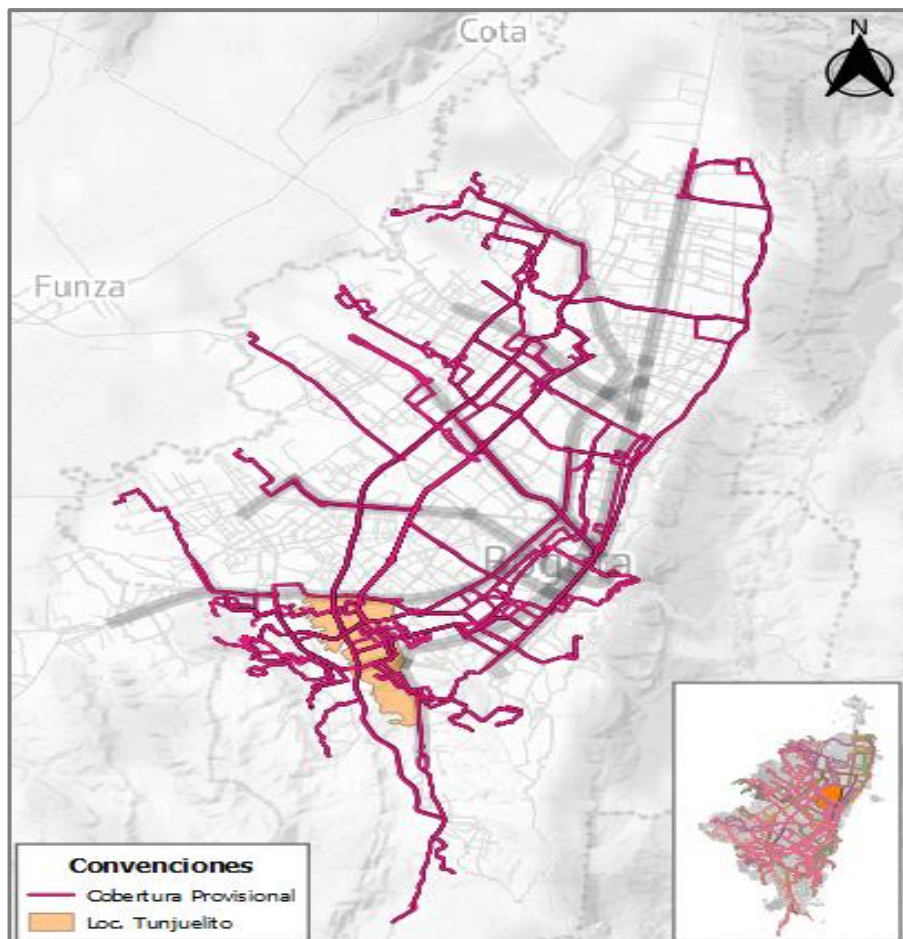 Cota
N
Funza
Bogotá
Convenciones
Cobertura Provisional
Loc. Tunjuelito